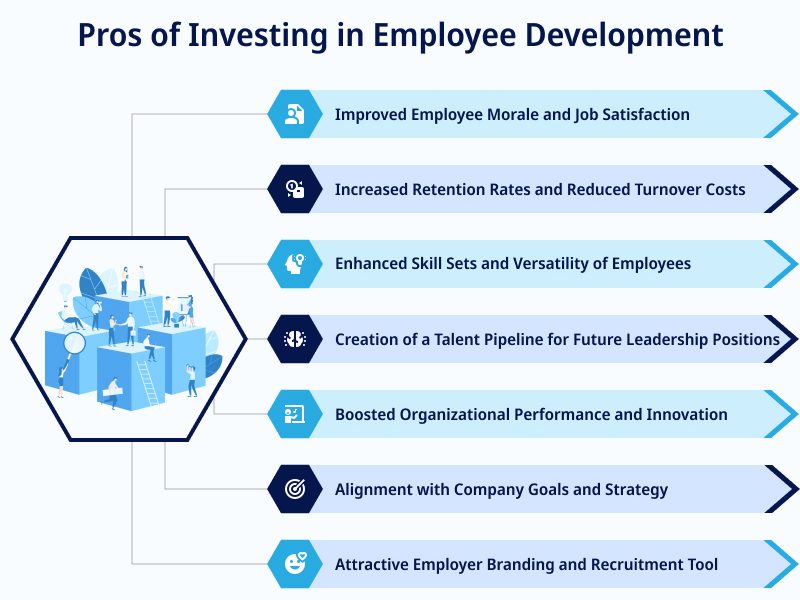 Pros of Investing in Employee Development
Improved Employee Morale and Job Satisfaction
Increased Retention Rates and Reduced Turnover Costs
Enhanced Skill Sets and Versatility of Employees
Creation of a Talent Pipeline for Future Leadership Positions
Boosted Organizational Performance and Innovation
Alignment with Company Goals and Strategy
Attractive Employer Branding and Recruitment Tool